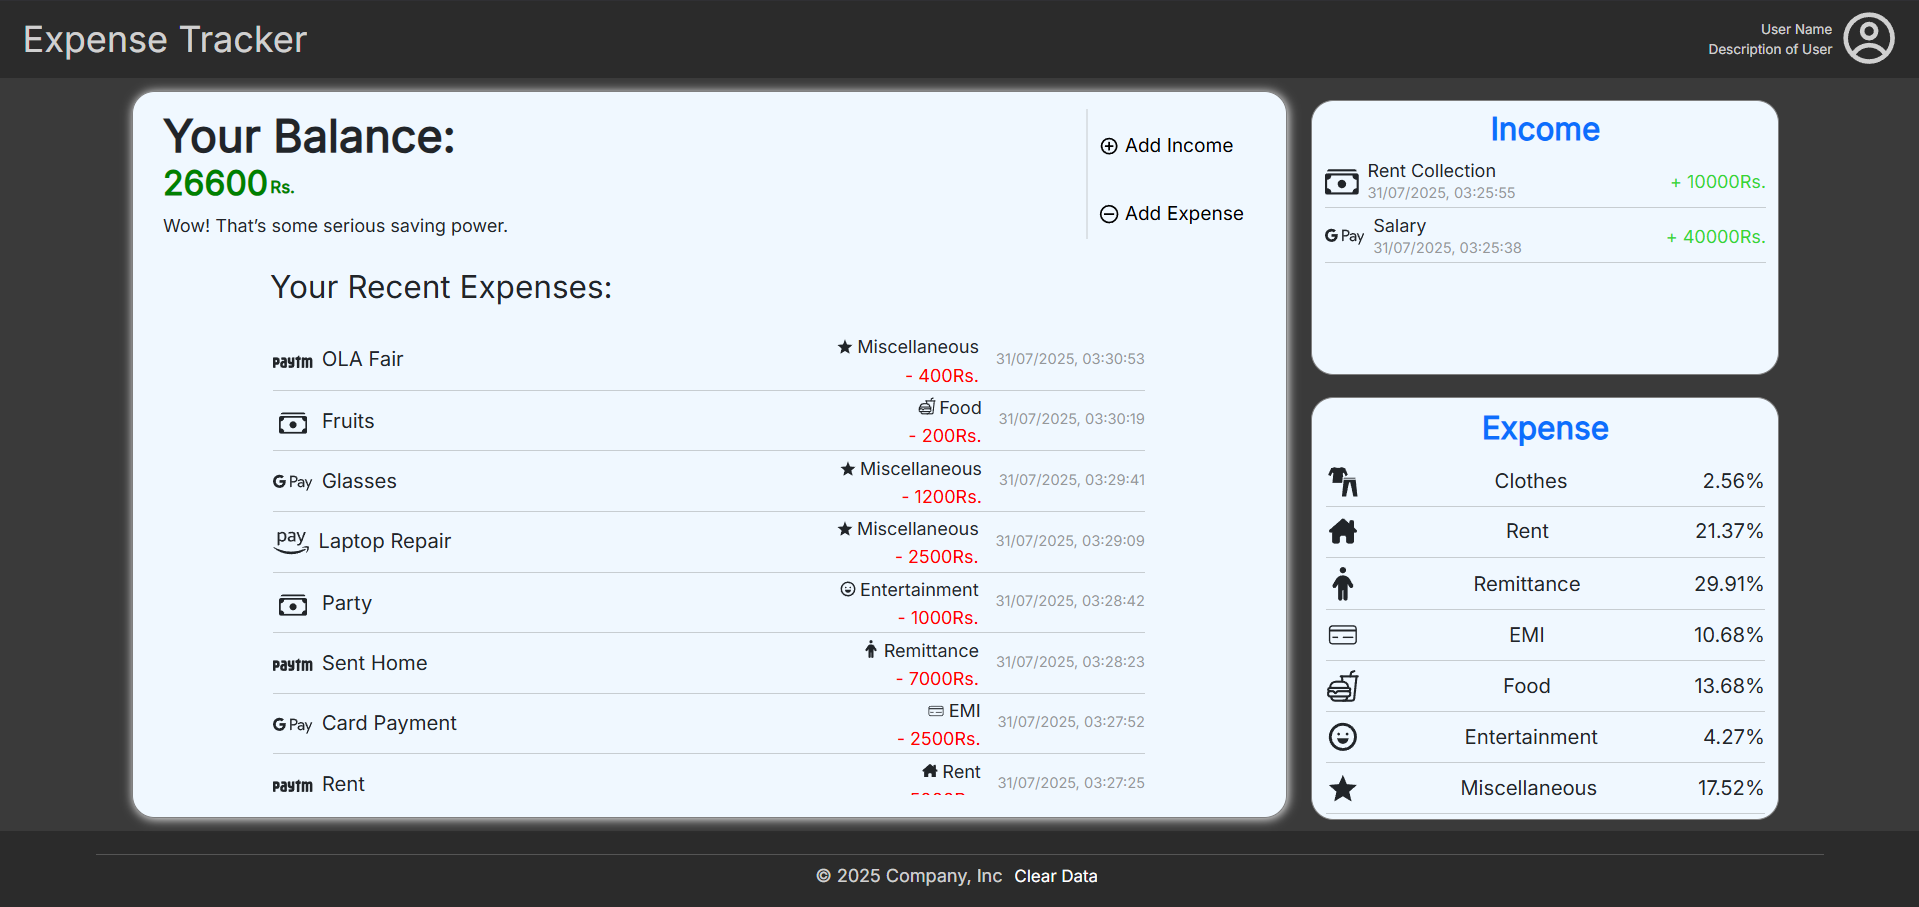 Expense Tracker
User Name
Description of User
Your Balance:
26600 Rs.
Wow! That’s some serious saving power.
Add Income
Add Expense
Your Recent Expenses:
paytm OLA Fair
Miscellaneous
- 400Rs.
31/07/2025, 03:30:53
Fruits
Food
- 200Rs.
31/07/2025, 03:30:19
G Pay Glasses
Miscellaneous
- 1200Rs.
31/07/2025, 03:29:41
pay Laptop Repair
Miscellaneous
- 2500Rs.
31/07/2025, 03:29:09
Party
Entertainment
- 1000Rs.
31/07/2025, 03:28:42
paytm Sent Home
Remittance
- 7000Rs.
31/07/2025, 03:28:23
G Pay Card Payment
EMI
- 2500Rs.
31/07/2025, 03:27:52
paytm Rent
Rent
31/07/2025, 03:27:25
Income
Rent Collection
31/07/2025, 03:25:55
+ 10000Rs.
G Pay Salary
31/07/2025, 03:25:38
+ 40000Rs.
Expense
Clothes 2.56%
Rent 21.37%
Remittance 29.91%
EMI 10.68%
Food 13.68%
Entertainment 4.27%
Miscellaneous 17.52%
© 2025 Company, Inc Clear Data